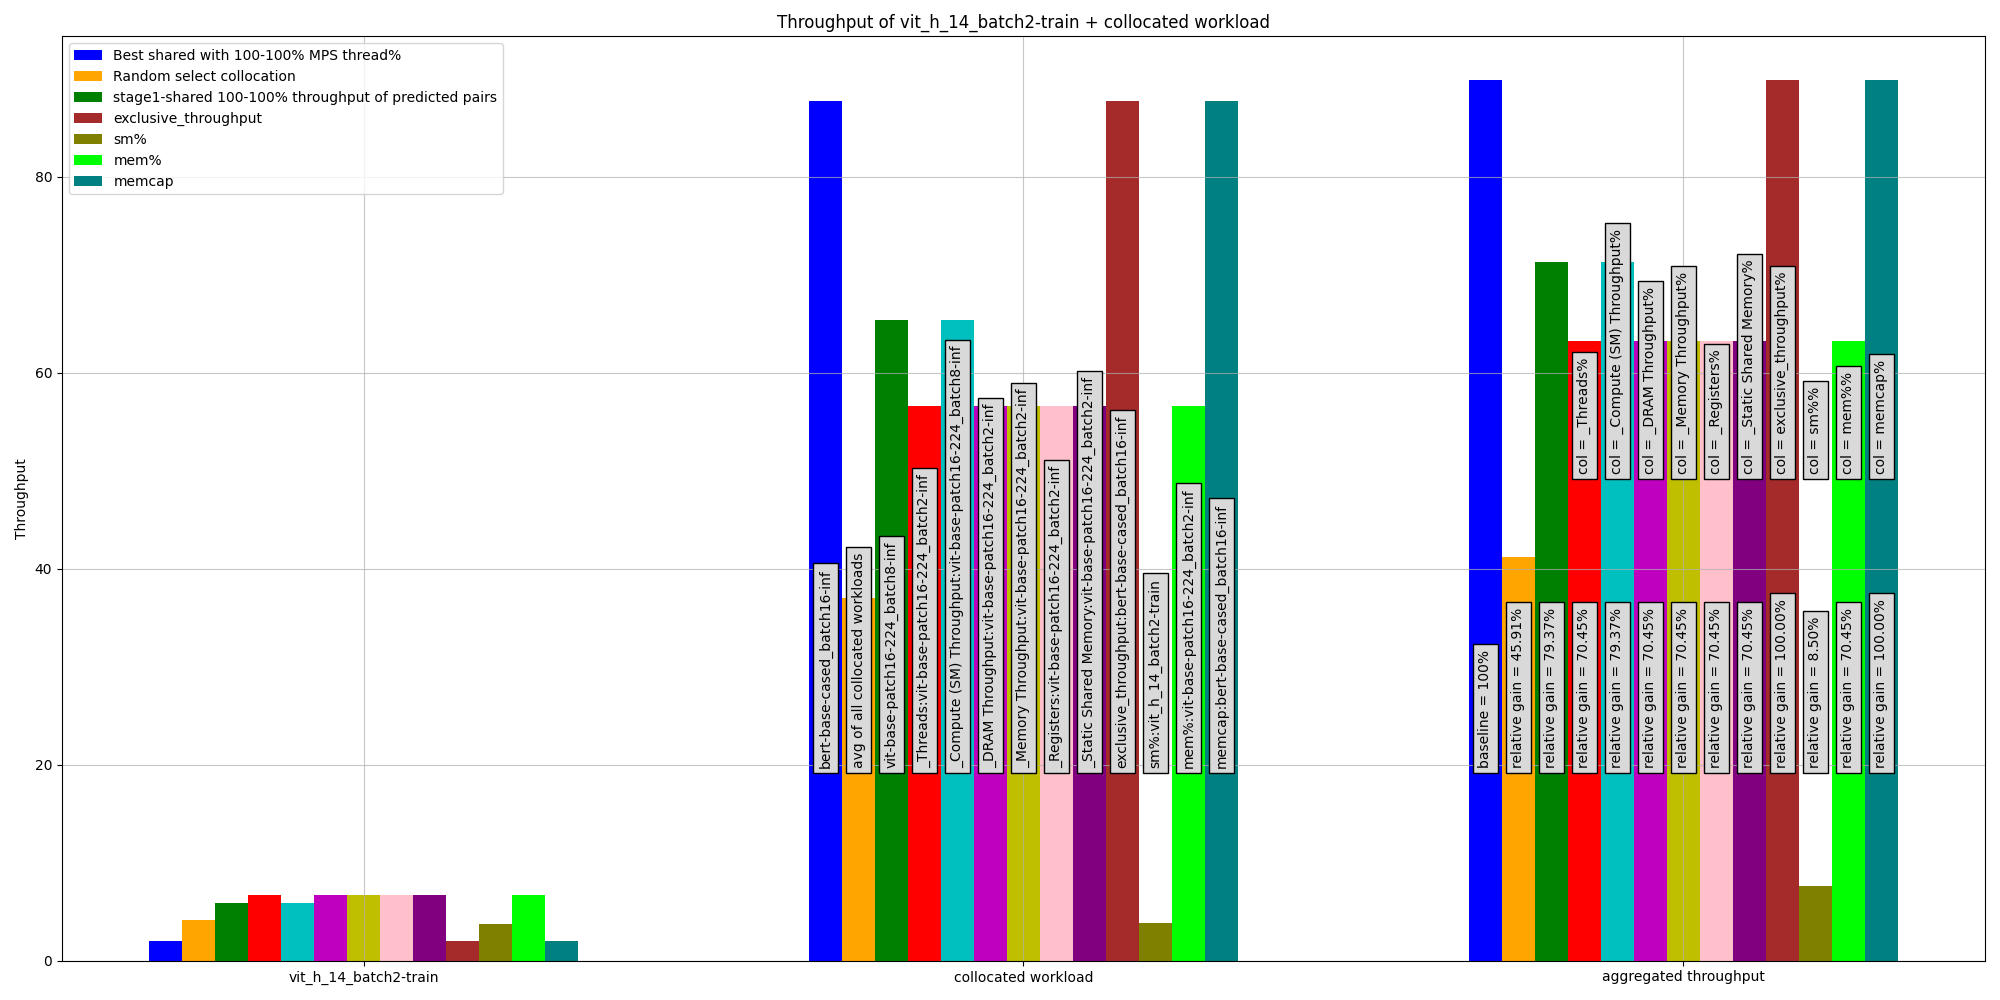 Throughput of vit_h_14_batch2-train + collocated workload
Best shared with 100-100% MPS thread%
Random select collocation
stage1-shared 100-100% throughput of predicted pairs
exclusive_throughput
sm%
mem%
memcap
Throughput
80
60
40
20
0
bert-base-cased_batch16-inf
avg of all collocated workloads
vit-base-patch16-224_batch8-inf
_Threads:vit-base-patch16-224_batch2-inf
_Compute (SM) Throughput:vit-base-patch16-224_batch8-inf
_DRAM Throughput:vit-base-patch16-224_batch2-inf
_Memory Throughput:vit-base-patch16-224_batch2-inf
_Registers:vit-base-patch16-224_batch2-inf
_Static Shared Memory:vit-base-patch16-224_batch2-inf
exclusive_throughput:bert-base-cased_batch16-inf
sm%:vit_h_14_batch2-train
mem%:vit-base-patch16-224_batch2-inf
memcap:bert-base-cased_batch16-inf
col = _Threads%
col = _Compute (SM) Throughput%
col = _DRAM Throughput%
col = _Memory Throughput%
col = _Registers%
col = _Static Shared Memory%
col = exclusive_throughput%
col = sm%%
col = mem%%
col = memcap%
baseline = 100%
relative gain = 45.91%
relative gain = 79.37%
relative gain = 70.45%
relative gain = 79.37%
relative gain = 70.45%
relative gain = 70.45%
relative gain = 70.45%
relative gain = 70.45%
relative gain = 100.00%
relative gain = 8.50%
relative gain = 70.45%
relative gain = 100.00%
vit_h_14_batch2-train
collocated workload
aggregated throughput